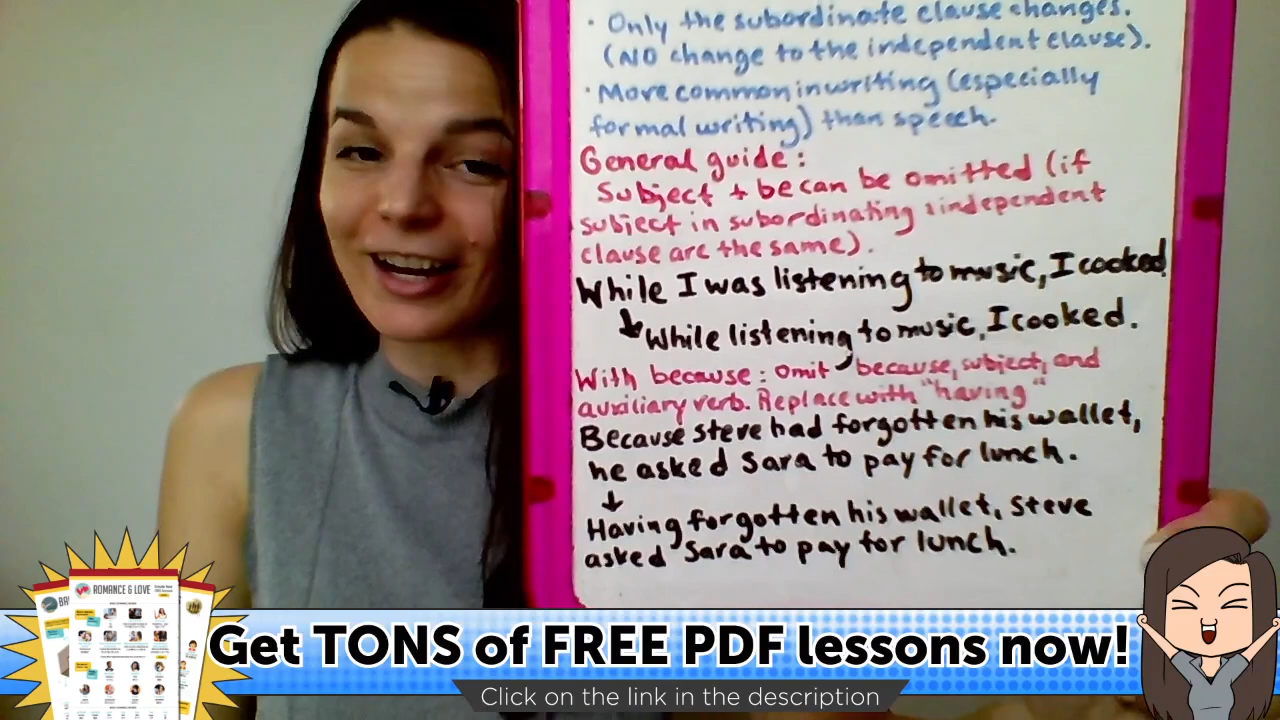 · Only the subordinate clause changes.
(NO change to the independent clause).
· More common in writing (especially
formal writing) than speech.
General guide:
Subject + be can be omitted (if
subject in subordinating & independent
clause are the same).
While I was listening to music, I cooked.
↳ While listening to music, I cooked.
With because: omit because, subject, and
auxiliary verb. Replace with "having"
Because Steve had forgotten his wallet,
he asked Sara to pay for lunch.
↓
Having forgotten his wallet, Steve
asked Sara to pay for lunch.
ROMANCE & LOVE
Get TONS of FREE PDF lessons now!
Click on the link in the description